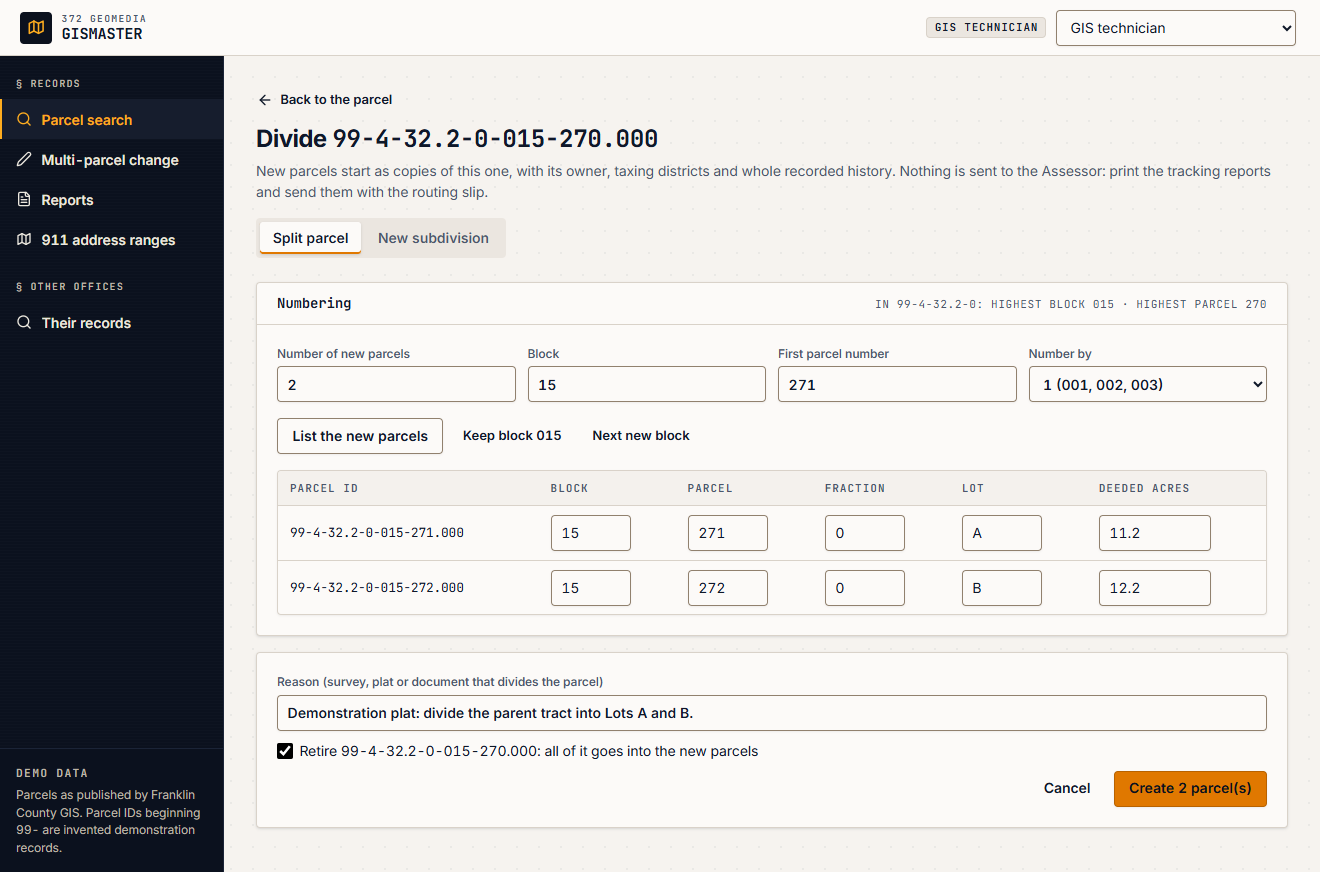 372 GEOMEDIA
GISMASTER
GIS TECHNICIAN
GIS technician
§ RECORDS
Parcel search
Multi-parcel change
Reports
911 address ranges
§ OTHER OFFICES
Their records
DEMO DATA
Parcels as published by Franklin
County GIS. Parcel IDs beginning
99- are invented demonstration
records.
Back to the parcel
Divide 99-4-32.2-0-015-270.000
New parcels start as copies of this one, with its owner, taxing districts and whole recorded history. Nothing is sent to the Assessor: print the tracking reports
and send them with the routing slip.
Split parcel New subdivision
Numbering IN 99-4-32.2-0: HIGHEST BLOCK 015 · HIGHEST PARCEL 270
Number of new parcels Block First parcel number Number by
2 15 271 1 (001, 002, 003)
List the new parcels Keep block 015 Next new block
PARCEL ID BLOCK PARCEL FRACTION LOT DEEDED ACRES
99-4-32.2-0-015-271.000 15 271 0 A 11.2
99-4-32.2-0-015-272.000 15 272 0 B 12.2
Reason (survey, plat or document that divides the parcel)
Demonstration plat: divide the parent tract into Lots A and B.
Retire 99-4-32.2-0-015-270.000: all of it goes into the new parcels
Cancel Create 2 parcel(s)